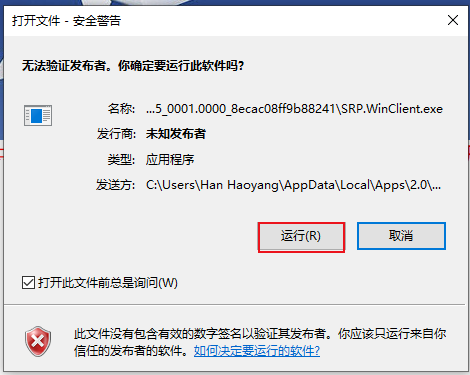 打开文件 - 安全警告
无法验证发布者。你确定要运行此软件吗?
名称: ...5_0001.0000_8ecac08ff9b88241\SRP.WinClient.exe
发行商: 未知发布者
类型: 应用程序
发送方: C:\Users\Han Haoyang\AppData\Local\Apps\2.0\...
运行(R)
取消
打开此文件前总是询问(W)
此文件没有包含有效的数字签名以验证其发布者。你应该只运行来自你
信任的发布者的软件。如何决定要运行的软件?